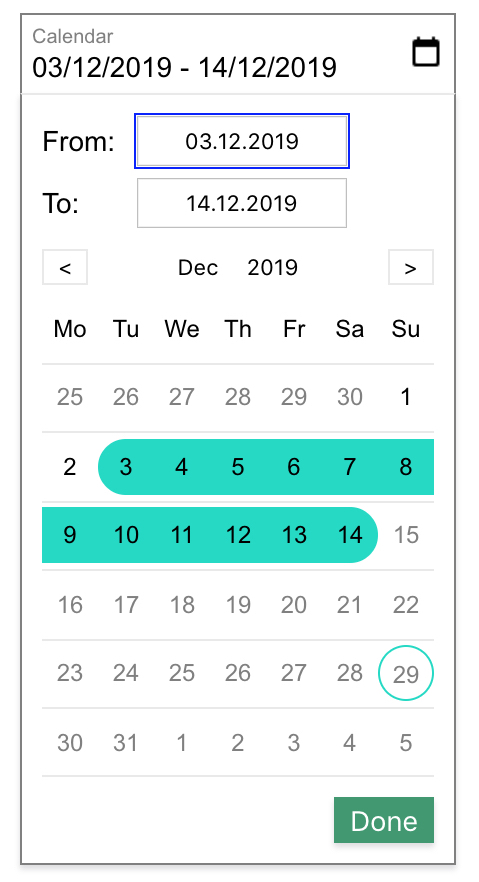 Calendar
03/12/2019 - 14/12/2019
From: 03.12.2019
To: 14.12.2019
< Dec 2019 >
Mo Tu We Th Fr Sa Su
25 26 27 28 29 30 1
2 3 4 5 6 7 8
9 10 11 12 13 14 15
16 17 18 19 20 21 22
23 24 25 26 27 28 29
30 31 1 2 3 4 5
Done